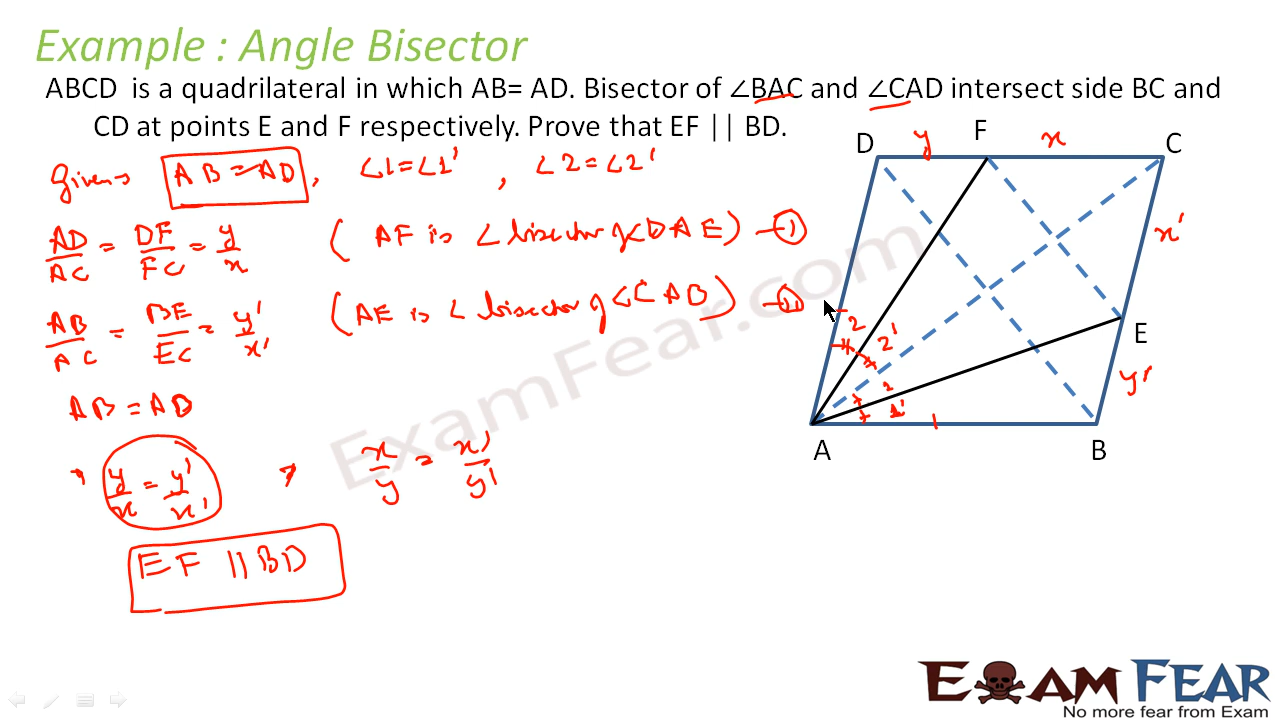 Example : Angle Bisector
ABCD is a quadrilateral in which AB= AD. Bisector of ∠BAC and ∠CAD intersect side BC and
CD at points E and F respectively. Prove that EF || BD.
Given AB=AD, ∠1=∠1', ∠2=∠2'
AD/AC = DF/FC = y/x (AF is ∠ bisector of ∠DAE) - (i)
AB/AC = BE/EC = y'/x' (AE is ∠ bisector of ∠CAB) - (ii)
AB = AD
y/x = y'/x' x/y = x'/y'
EF || BD
D y F x C
x'
E
y'
2 2'
1'
A B
ExamFear.com
EXAM FEAR
No more fear from Exam